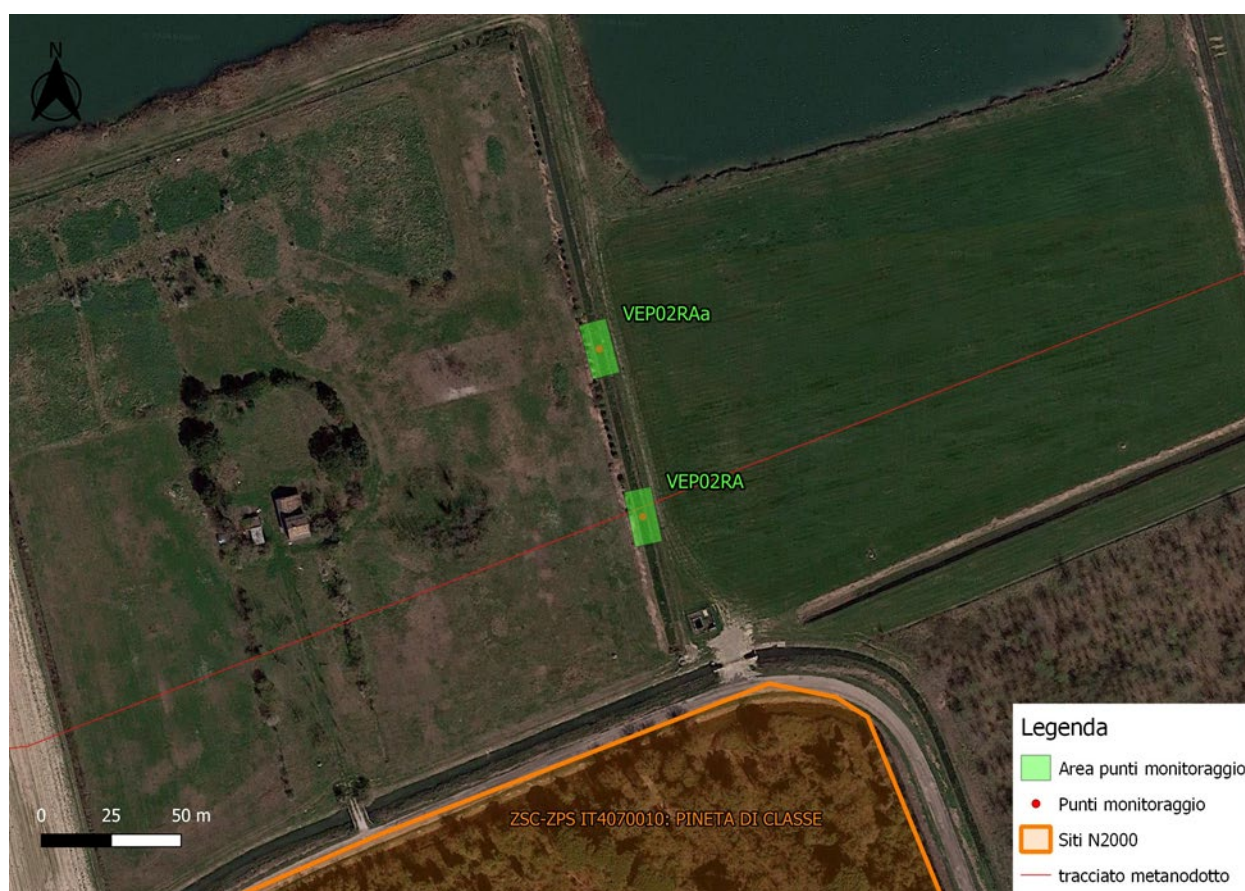 N
VEP02RAa
VEP02RA
0 25 50 m
ZSC-ZPS IT4070010: PINETA DI CLASSE
Legenda
Area punti monitoraggio
Punti monitoraggio
Siti N2000
tracciato metanodotto